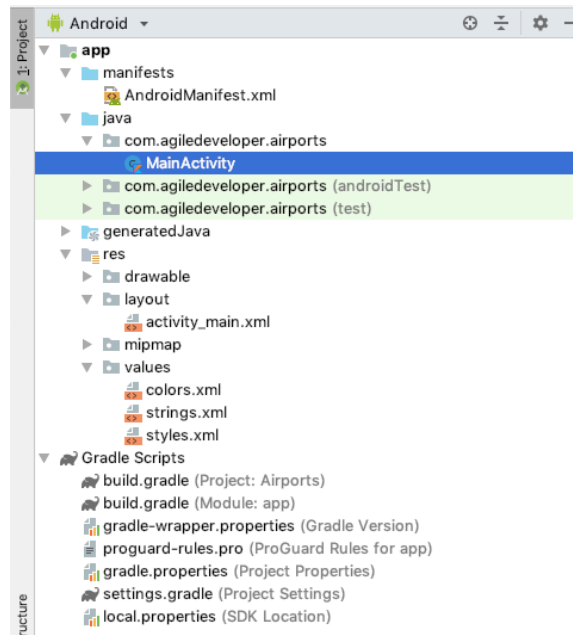 1: Project
Android
app
manifests
AndroidManifest.xml
java
com.agiledeveloper.airports
MainActivity
com.agiledeveloper.airports (androidTest)
com.agiledeveloper.airports (test)
generatedJava
res
drawable
layout
activity_main.xml
mipmap
values
colors.xml
strings.xml
styles.xml
Gradle Scripts
build.gradle (Project: Airports)
build.gradle (Module: app)
gradle-wrapper.properties (Gradle Version)
proguard-rules.pro (ProGuard Rules for app)
gradle.properties (Project Properties)
settings.gradle (Project Settings)
local.properties (SDK Location)
ructure